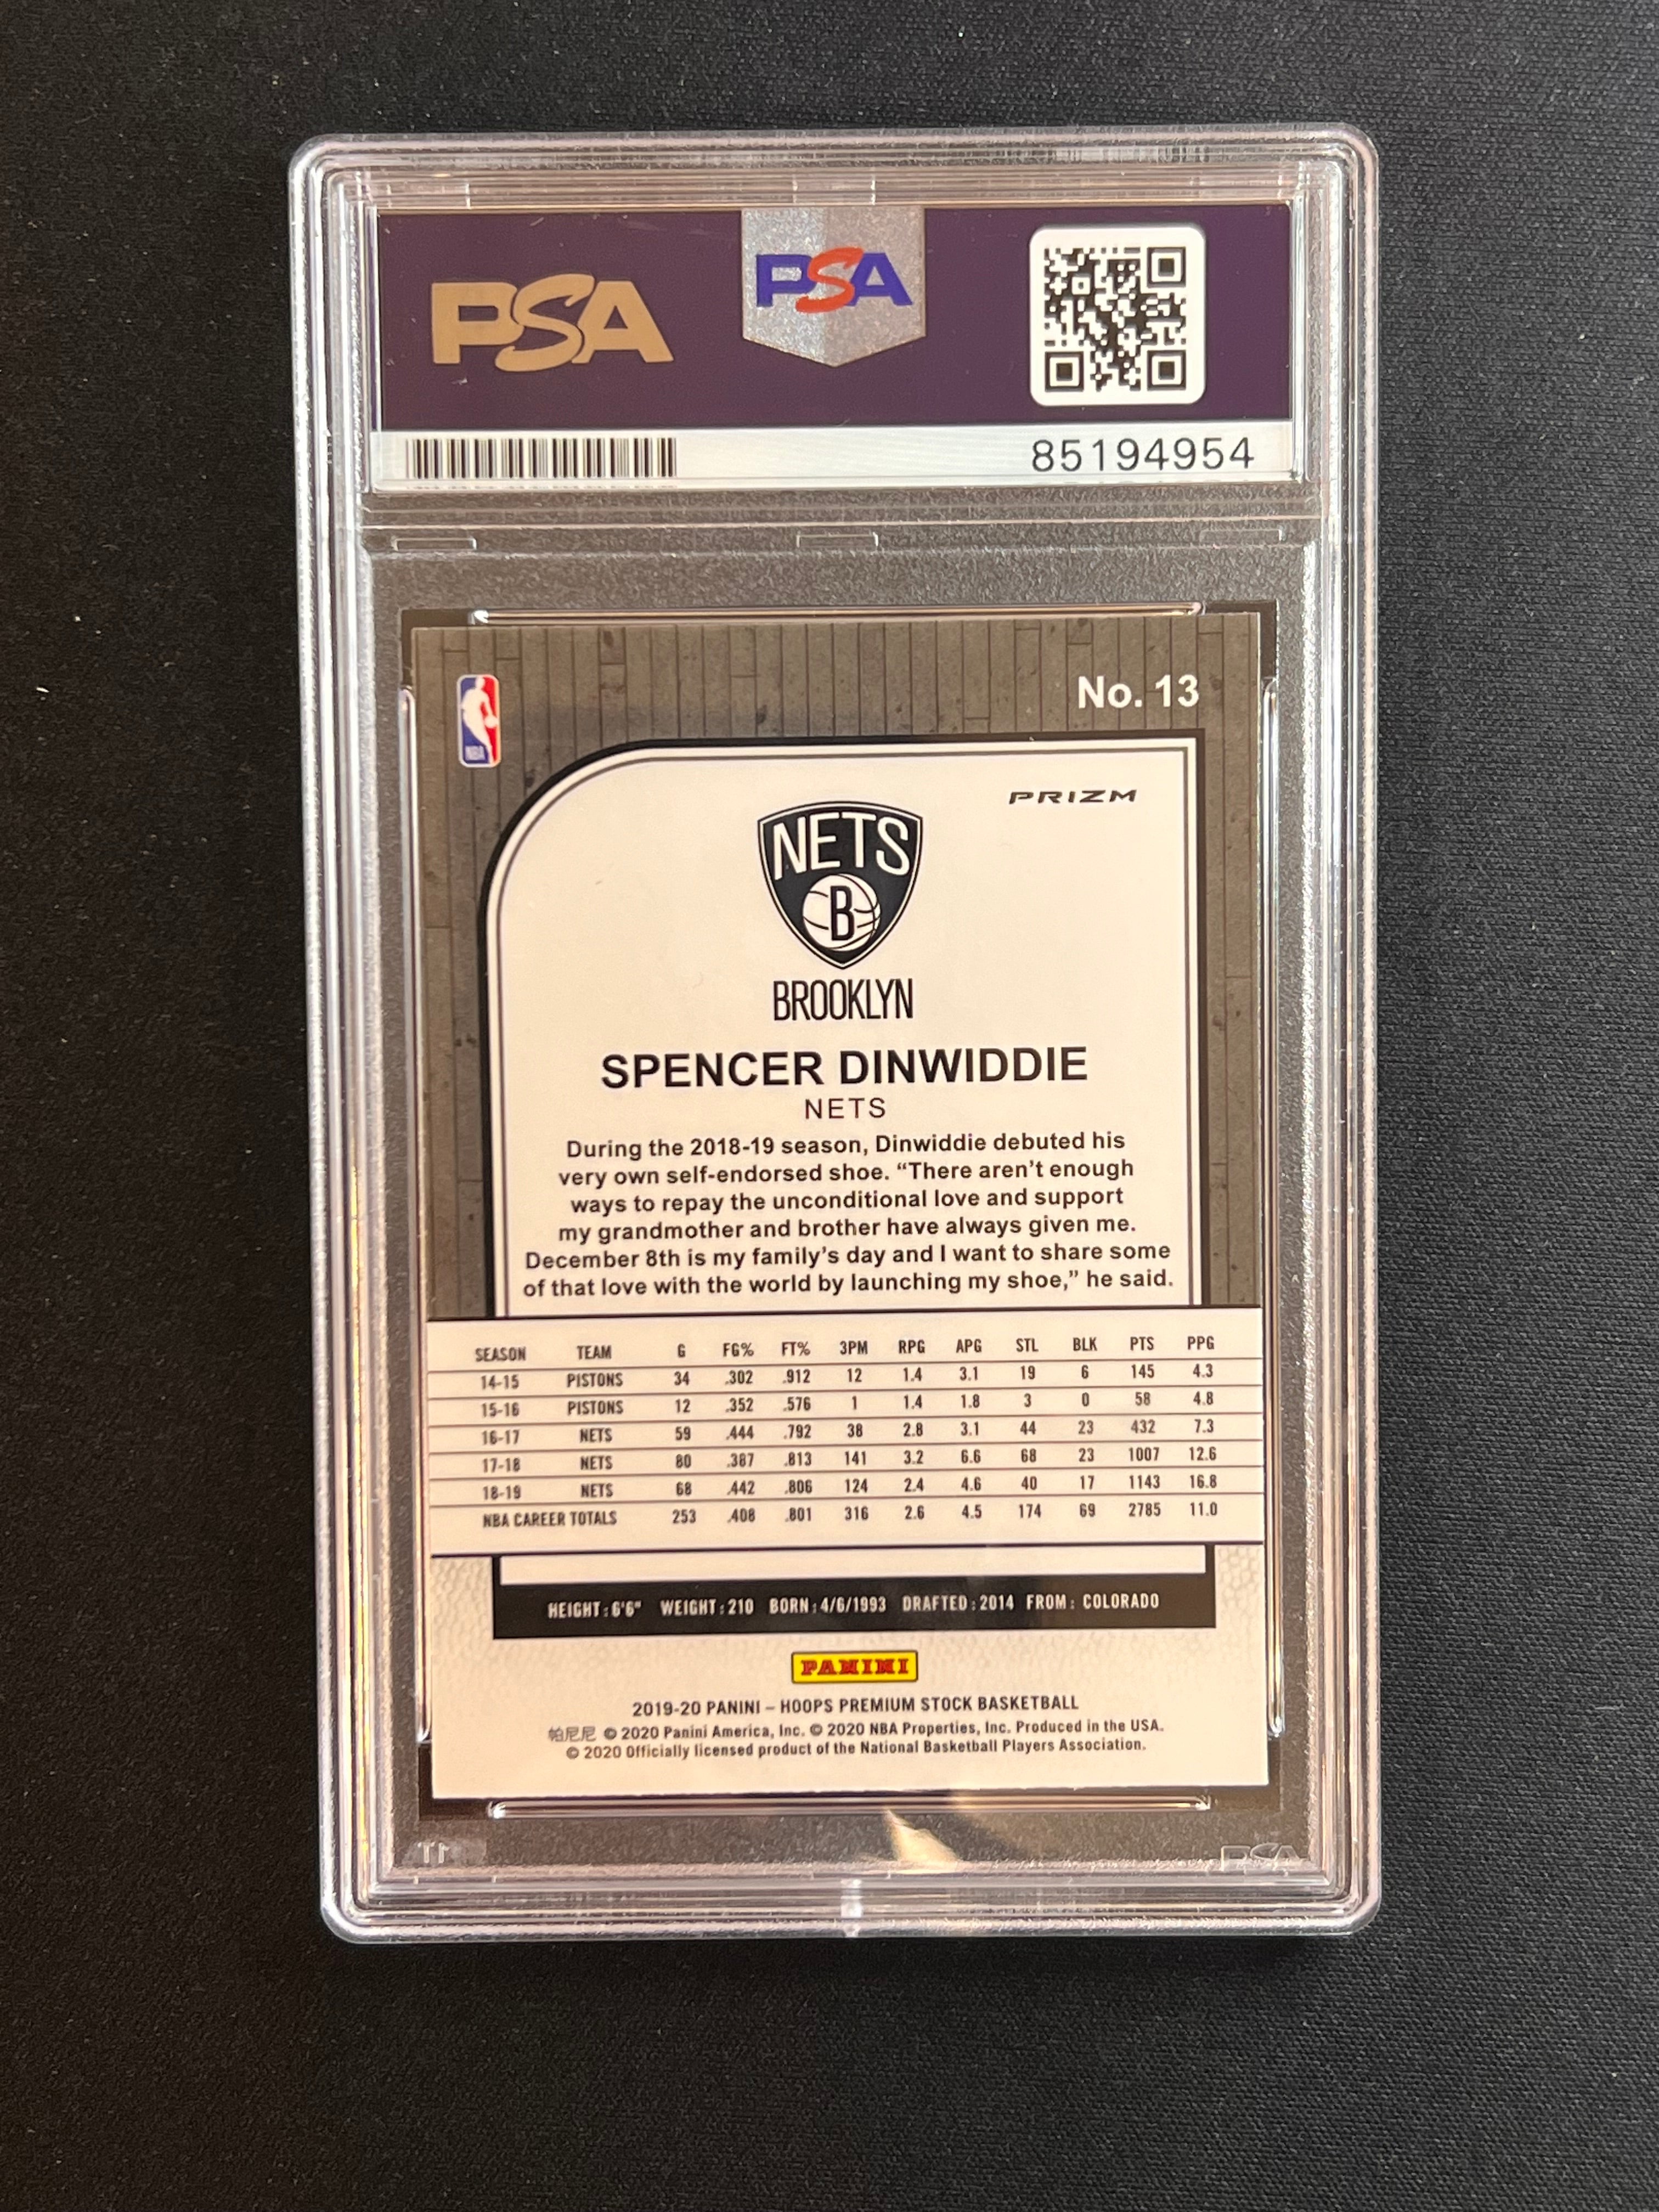 PSA
PSA
85194954
No. 13
NBA
PRIZM
NETS
B
BROOKLYN
SPENCER DINWIDDIE
NETS
During the 2018-19 season, Dinwiddie debuted his
very own self-endorsed shoe. “There aren’t enough
ways to repay the unconditional love and support
my grandmother and brother have always given me.
December 8th is my family’s day and I want to share some
of that love with the world by launching my shoe,” he said.
SEASON TEAM G FG% FT% 3PM RPG APG STL BLK PTS PPG
14-15 PISTONS 34 .302 .912 12 1.4 3.1 19 6 145 4.3
15-16 PISTONS 12 .352 .576 1 1.4 1.8 3 0 58 4.8
16-17 NETS 59 .444 .792 38 2.8 3.1 44 23 432 7.3
17-18 NETS 80 .387 .813 141 3.2 6.6 68 23 1007 12.6
18-19 NETS 68 .442 .806 124 2.4 4.6 40 17 1143 16.8
NBA CAREER TOTALS 253 .408 .801 316 2.6 4.5 174 69 2785 11.0
HEIGHT: 6'6" WEIGHT: 210 BORN: 4/6/1993 DRAFTED: 2014 FROM: COLORADO
PANINI
2019-20 PANINI – HOOPS PREMIUM STOCK BASKETBALL
帕尼尼 © 2020 Panini America, Inc. © 2020 NBA Properties, Inc. Produced in the USA.
© 2020 Officially licensed product of the National Basketball Players Association.
PSA